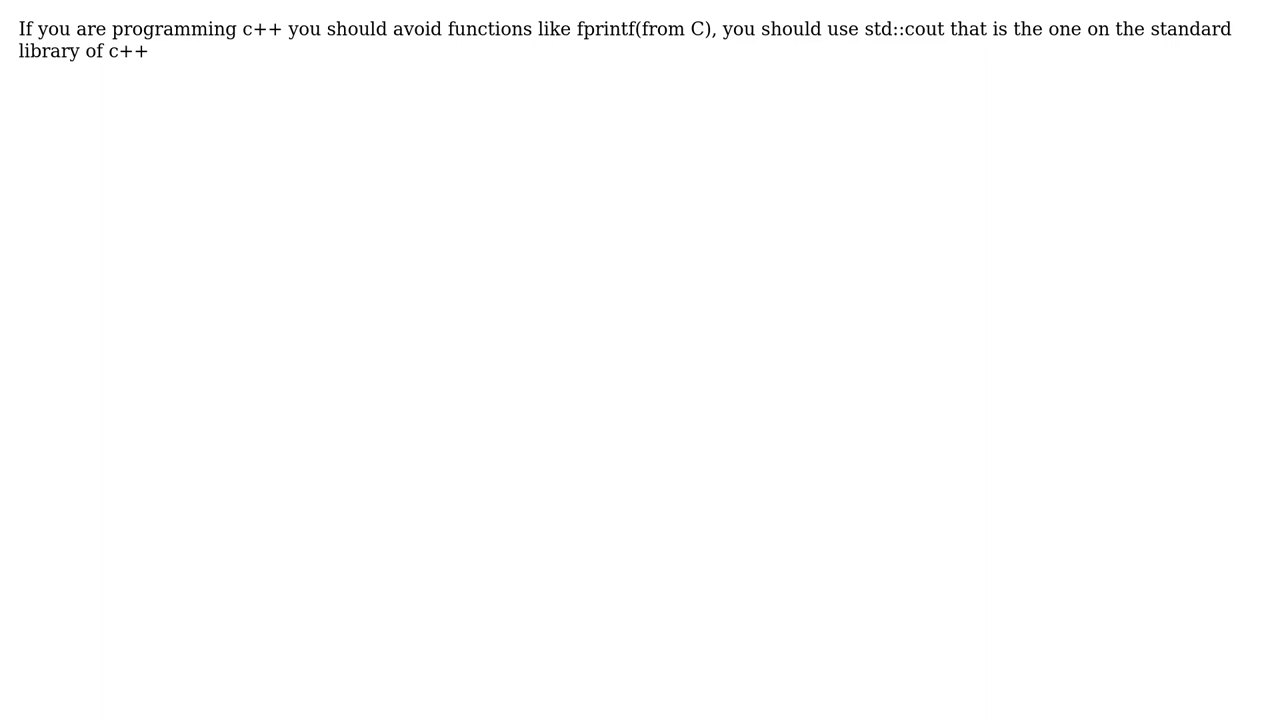 If you are programming c++ you should avoid functions like fprintf(from C), you should use std::cout that is the one on the standard
library of c++